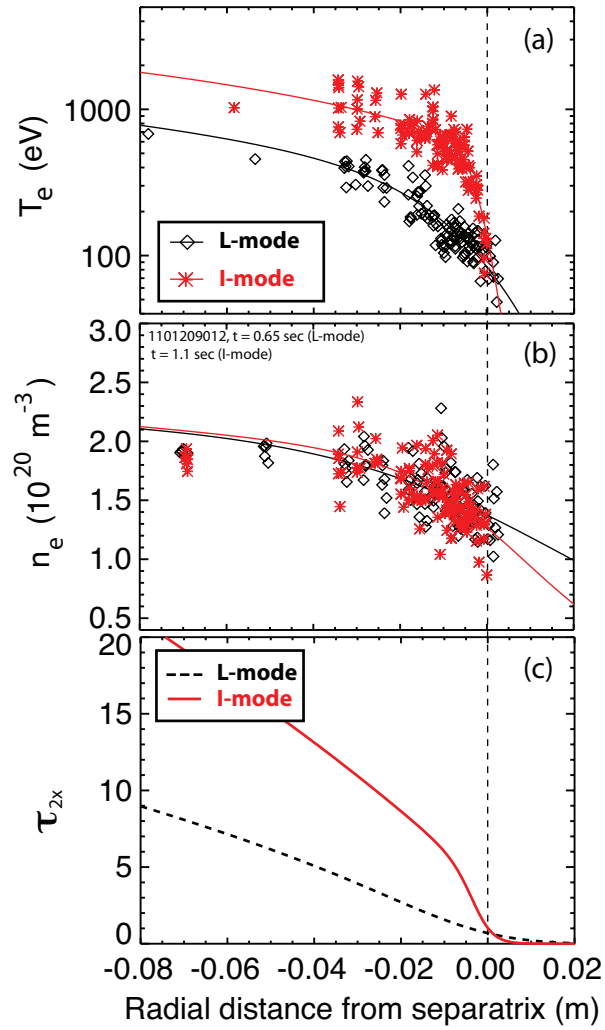 (a)
1000
100
T_e (eV)
L-mode
I-mode
(b)
1101209012, t = 0.65 sec (L-mode)
t = 1.1 sec (I-mode)
3.0
2.5
2.0
1.5
1.0
0.5
n_e (10^20 m^-3)
(c)
20
15
10
5
0
τ_2x
L-mode
I-mode
-0.08 -0.06 -0.04 -0.02 0.00 0.02
Radial distance from separatrix (m)